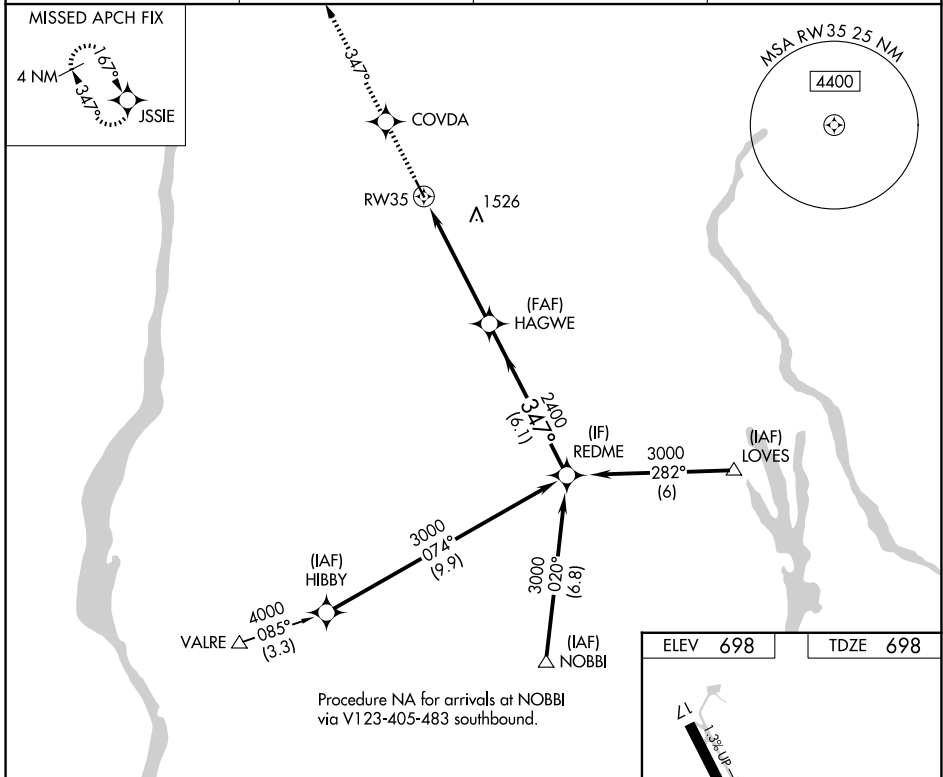 MISSED APCH FIX
4 NM
167°
347°
JSSIE
MSA RW35 25 NM
4400
347°
COVDA
RW35
1526
(FAF)
HAGWE
2400
347°
(6.1)
(IF)
REDME
3000
282°
(6)
(IAF)
LOVES
3000
074°
(9.9)
(IAF)
HIBBY
3000
020°
(6.8)
4000
085°
(3.3)
VALRE
(IAF)
NOBBI
Procedure NA for arrivals at NOBBI
via V123-405-483 southbound.
ELEV 698
TDZE 698
17
1.3% UP